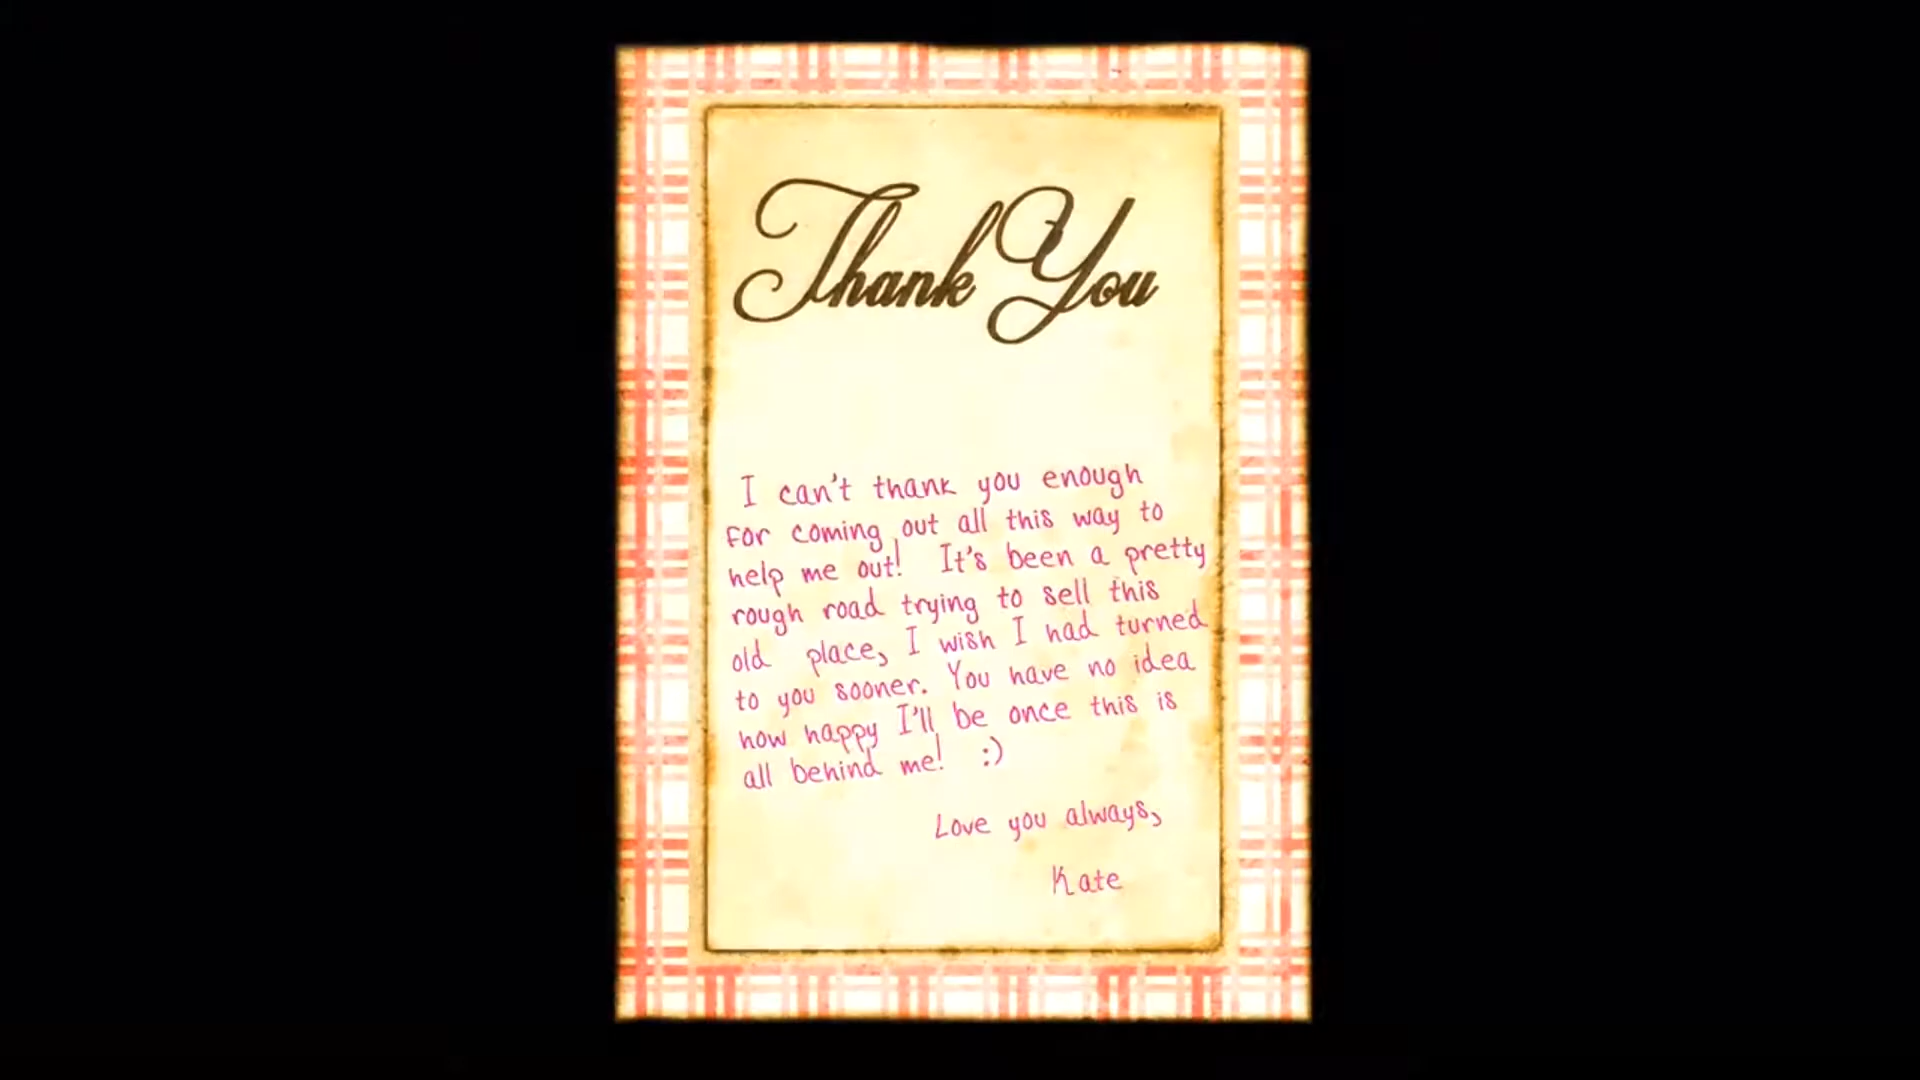 Thank You
I can't thank you enough
for coming out all this way to
help me out! It's been a pretty
rough road trying to sell this
old place, I wish I had turned
to you sooner. You have no idea
how happy I'll be once this is
all behind me! :)
Love you always,
Kate